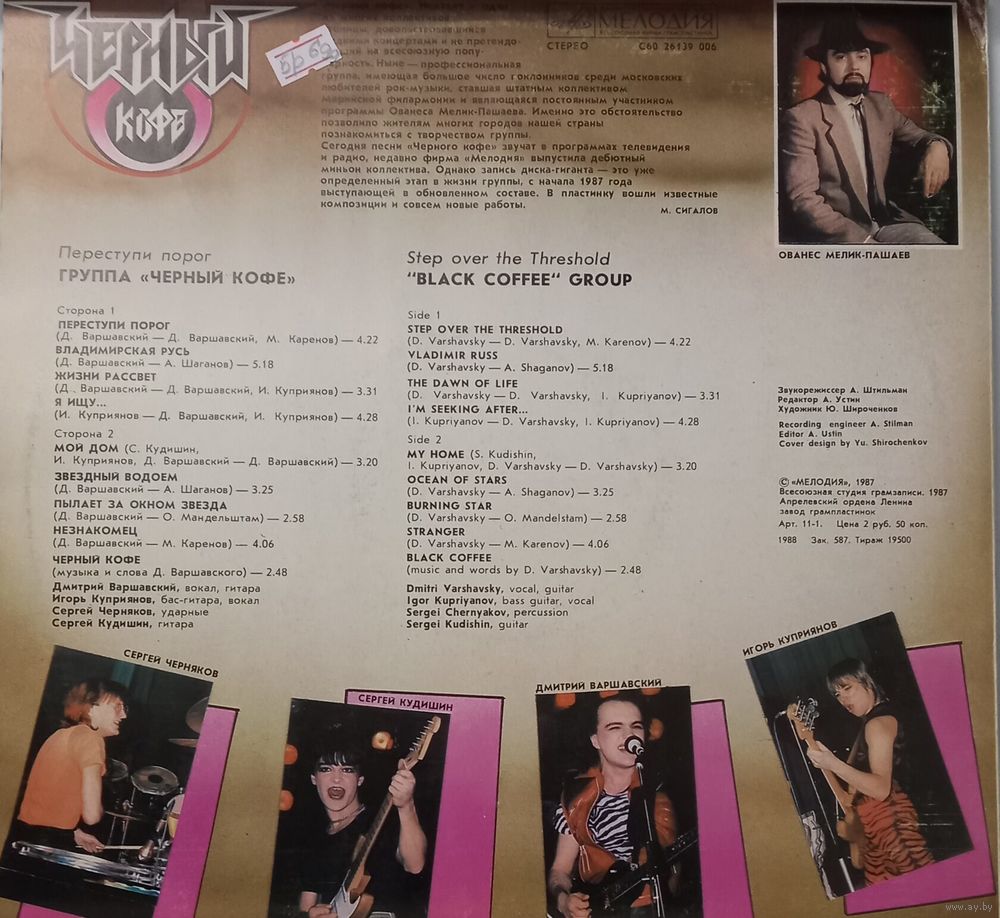 ЧЕРНЫЙ
КОФЕ
5р 69
МЕЛОДИЯ
СТЕРЕО С60 26139 006
многих коллективов
довольствовавшихся
концертами и не претендо-
на всесоюзную попу-
Ныне — профессиональная
группа, имеющая большое число поклонников среди московских
любителей рок-музыки, ставшая штатным коллективом
Марийской филармонии и являющаяся постоянным участником
программы Ованеса Мелик-Пашаева. Именно это обстоятельство
позволило жителям многих городов нашей страны
познакомиться с творчеством группы.
Сегодня песни «Черного кофе» звучат в программах телевидения
и радио, недавно фирма «Мелодия» выпустила дебютный
миньон коллектива. Однако запись диска-гиганта — это уже
определенный этап в жизни группы, с начала 1987 года
выступающей в обновленном составе. В пластинку вошли известные
композиции и совсем новые работы.
М. СИГАЛОВ
ОВАНЕС МЕЛИК-ПАШАЕВ
Переступи порог
ГРУППА «ЧЕРНЫЙ КОФЕ»
Сторона 1
ПЕРЕСТУПИ ПОРОГ
(Д. Варшавский — Д. Варшавский, М. Каренов) — 4.22
ВЛАДИМИРСКАЯ РУСЬ
(Д. Варшавский — А. Шаганов) — 5.18
ЖИЗНИ РАССВЕТ
(Д. Варшавский — Д. Варшавский, И. Куприянов) — 3.31
Я ИЩУ...
(И. Куприянов — Д. Варшавский, И. Куприянов) — 4.28
Сторона 2
МОЙ ДОМ (С. Кудишин,
И. Куприянов, Д. Варшавский — Д. Варшавский) — 3.20
ЗВЕЗДНЫЙ ВОДОЕМ
(Д. Варшавский — А. Шаганов) — 3.25
ПЫЛАЕТ ЗА ОКНОМ ЗВЕЗДА
(Д. Варшавский — О. Мандельштам) — 2.58
НЕЗНАКОМЕЦ
(Д. Варшавский — М. Каренов) — 4.06
ЧЕРНЫЙ КОФЕ
(музыка и слова Д. Варшавского) — 2.48
Дмитрий Варшавский, вокал, гитара
Игорь Куприянов, бас-гитара, вокал
Сергей Черняков, ударные
Сергей Кудишин, гитара
Step over the Threshold
"BLACK COFFEE" GROUP
Side 1
STEP OVER THE THRESHOLD
(D. Varshavsky — D. Varshavsky, M. Karenov) — 4.22
VLADIMIR RUSS
(D. Varshavsky — A. Shaganov) — 5.18
THE DAWN OF LIFE
(D. Varshavsky — D. Varshavsky, I. Kupriyanov) — 3.31
I'M SEEKING AFTER...
(I. Kupriyanov — D. Varshavsky, I. Kupriyanov) — 4.28
Side 2
MY HOME (S. Kudishin,
I. Kupriyanov, D. Varshavsky — D. Varshavsky) — 3.20
OCEAN OF STARS
(D. Varshavsky — A. Shaganov) — 3.25
BURNING STAR
(D. Varshavsky — O. Mandelstam) — 2.58
STRANGER
(D. Varshavsky — M. Karenov) — 4.06
BLACK COFFEE
(music and words by D. Varshavsky) — 2.48
Dmitri Varshavsky, vocal, guitar
Igor Kupriyanov, bass guitar, vocal
Sergei Chernyakov, percussion
Sergei Kudishin, guitar
Звукорежиссер А. Штильман
Редактор А. Устин
Художник Ю. Широченков
Recording engineer A. Stilman
Editor A. Ustin
Cover design by Yu. Shirochenkov
© «МЕЛОДИЯ», 1987
Всесоюзная студия грамзаписи. 1987
Апрелевский ордена Ленина
завод грампластинок
Арт. 11-1. Цена 2 руб. 50 коп.
1988 Зак. 587. Тираж 19500
СЕРГЕЙ ЧЕРНЯКОВ
СЕРГЕЙ КУДИШИН
ДМИТРИЙ ВАРШАВСКИЙ
ИГОРЬ КУПРИЯНОВ
www.ay.by